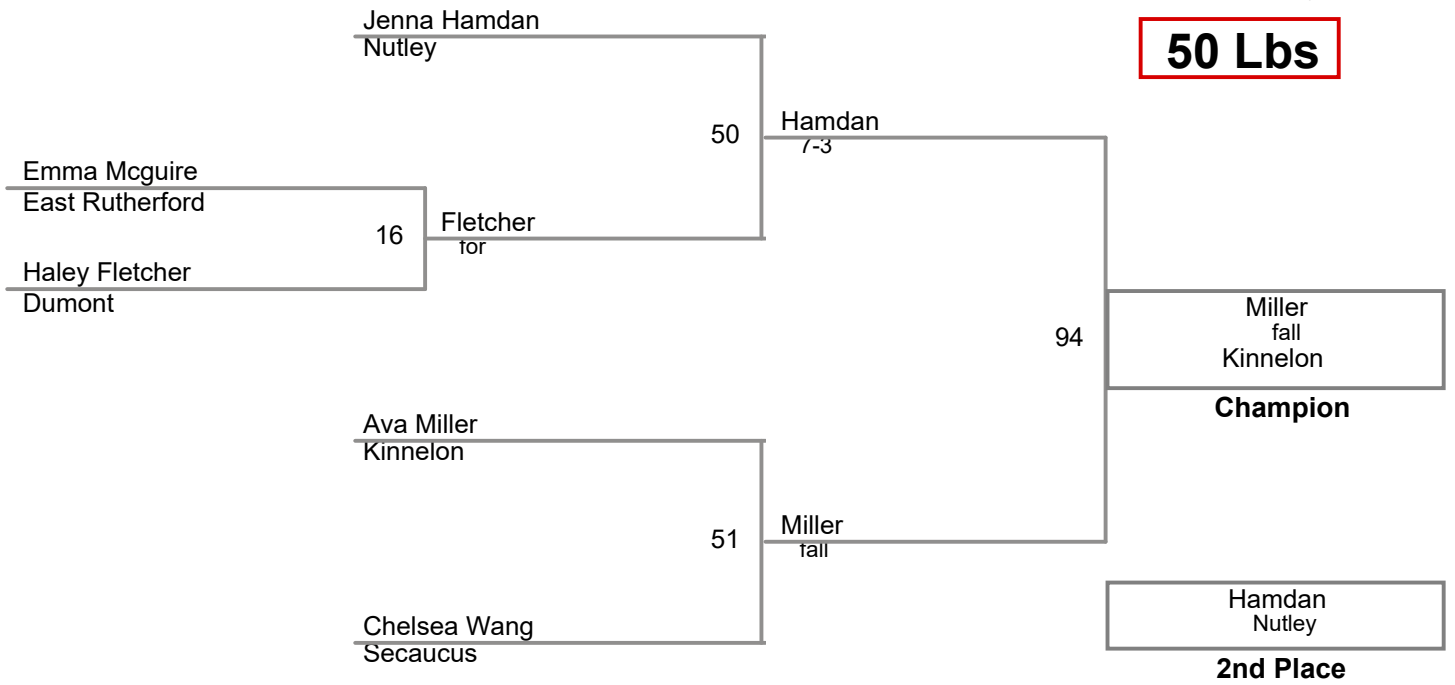 Jenna Hamdan
Nutley
50 Lbs
50
Hamdan
7-3
Emma Mcguire
East Rutherford
16
Fletcher
for
Haley Fletcher
Dumont
94
Miller
fall
Kinnelon
Champion
Ava Miller
Kinnelon
51
Miller
fall
Chelsea Wang
Secaucus
Hamdan
Nutley
2nd Place